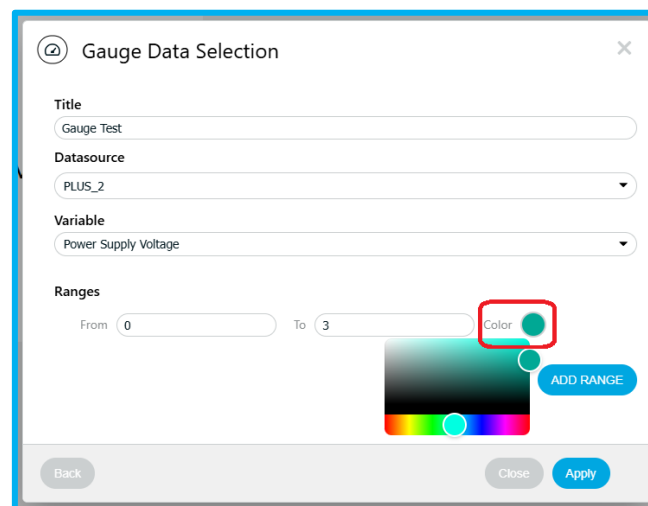 Gauge Data Selection
Title
Gauge Test
Datasource
PLUS_2
Variable
Power Supply Voltage
Ranges
From 0 To 3 Color
ADD RANGE
Back Close Apply